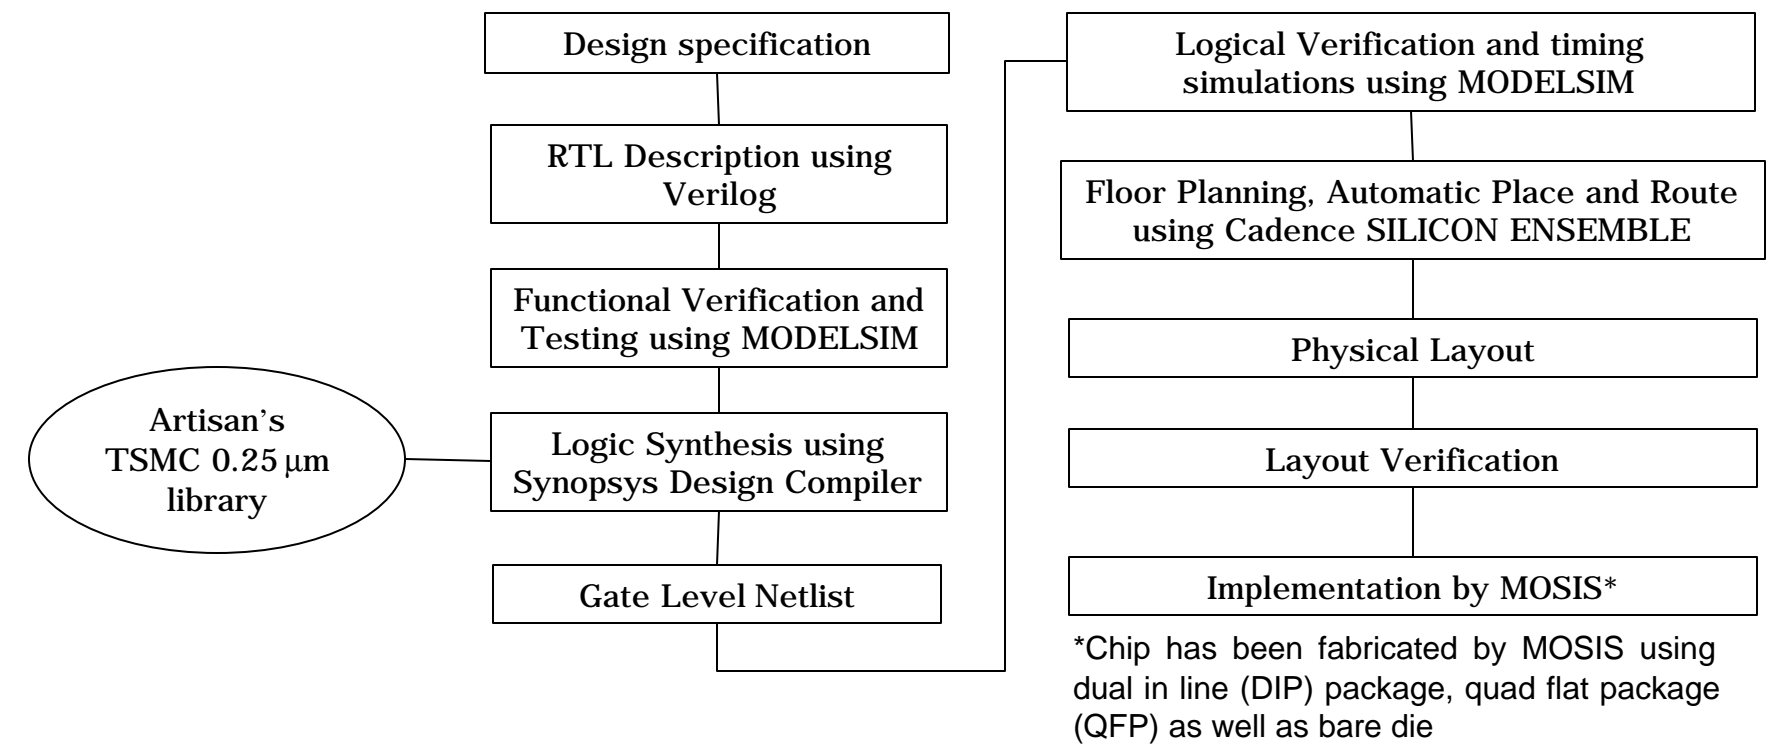 Design specification
RTL Description using
Verilog
Functional Verification and
Testing using MODELSIM
Artisan's
TSMC 0.25 µm
library
Logic Synthesis using
Synopsys Design Compiler
Gate Level Netlist
Logical Verification and timing
simulations using MODELSIM
Floor Planning, Automatic Place and Route
using Cadence SILICON ENSEMBLE
Physical Layout
Layout Verification
Implementation by MOSIS*
*Chip has been fabricated by MOSIS using
dual in line (DIP) package, quad flat package
(QFP) as well as bare die